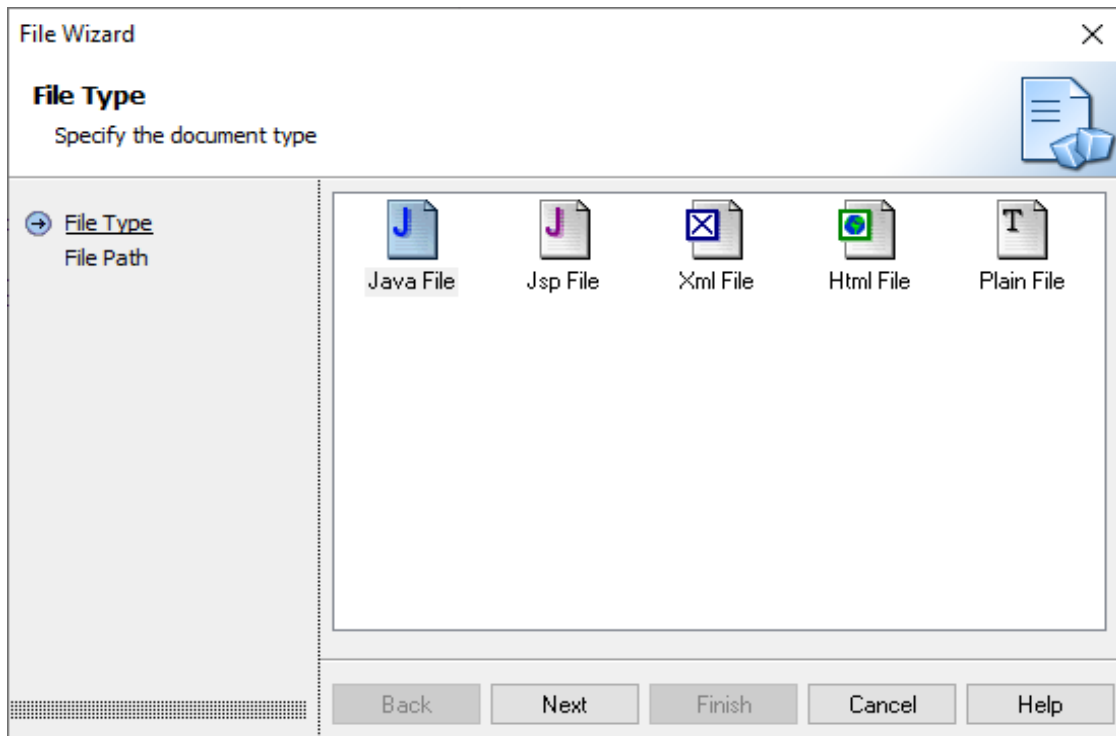 File Wizard
File Type
Specify the document type
File Type
File Path
Java File
Jsp File
Xml File
Html File
Plain File
Back
Next
Finish
Cancel
Help